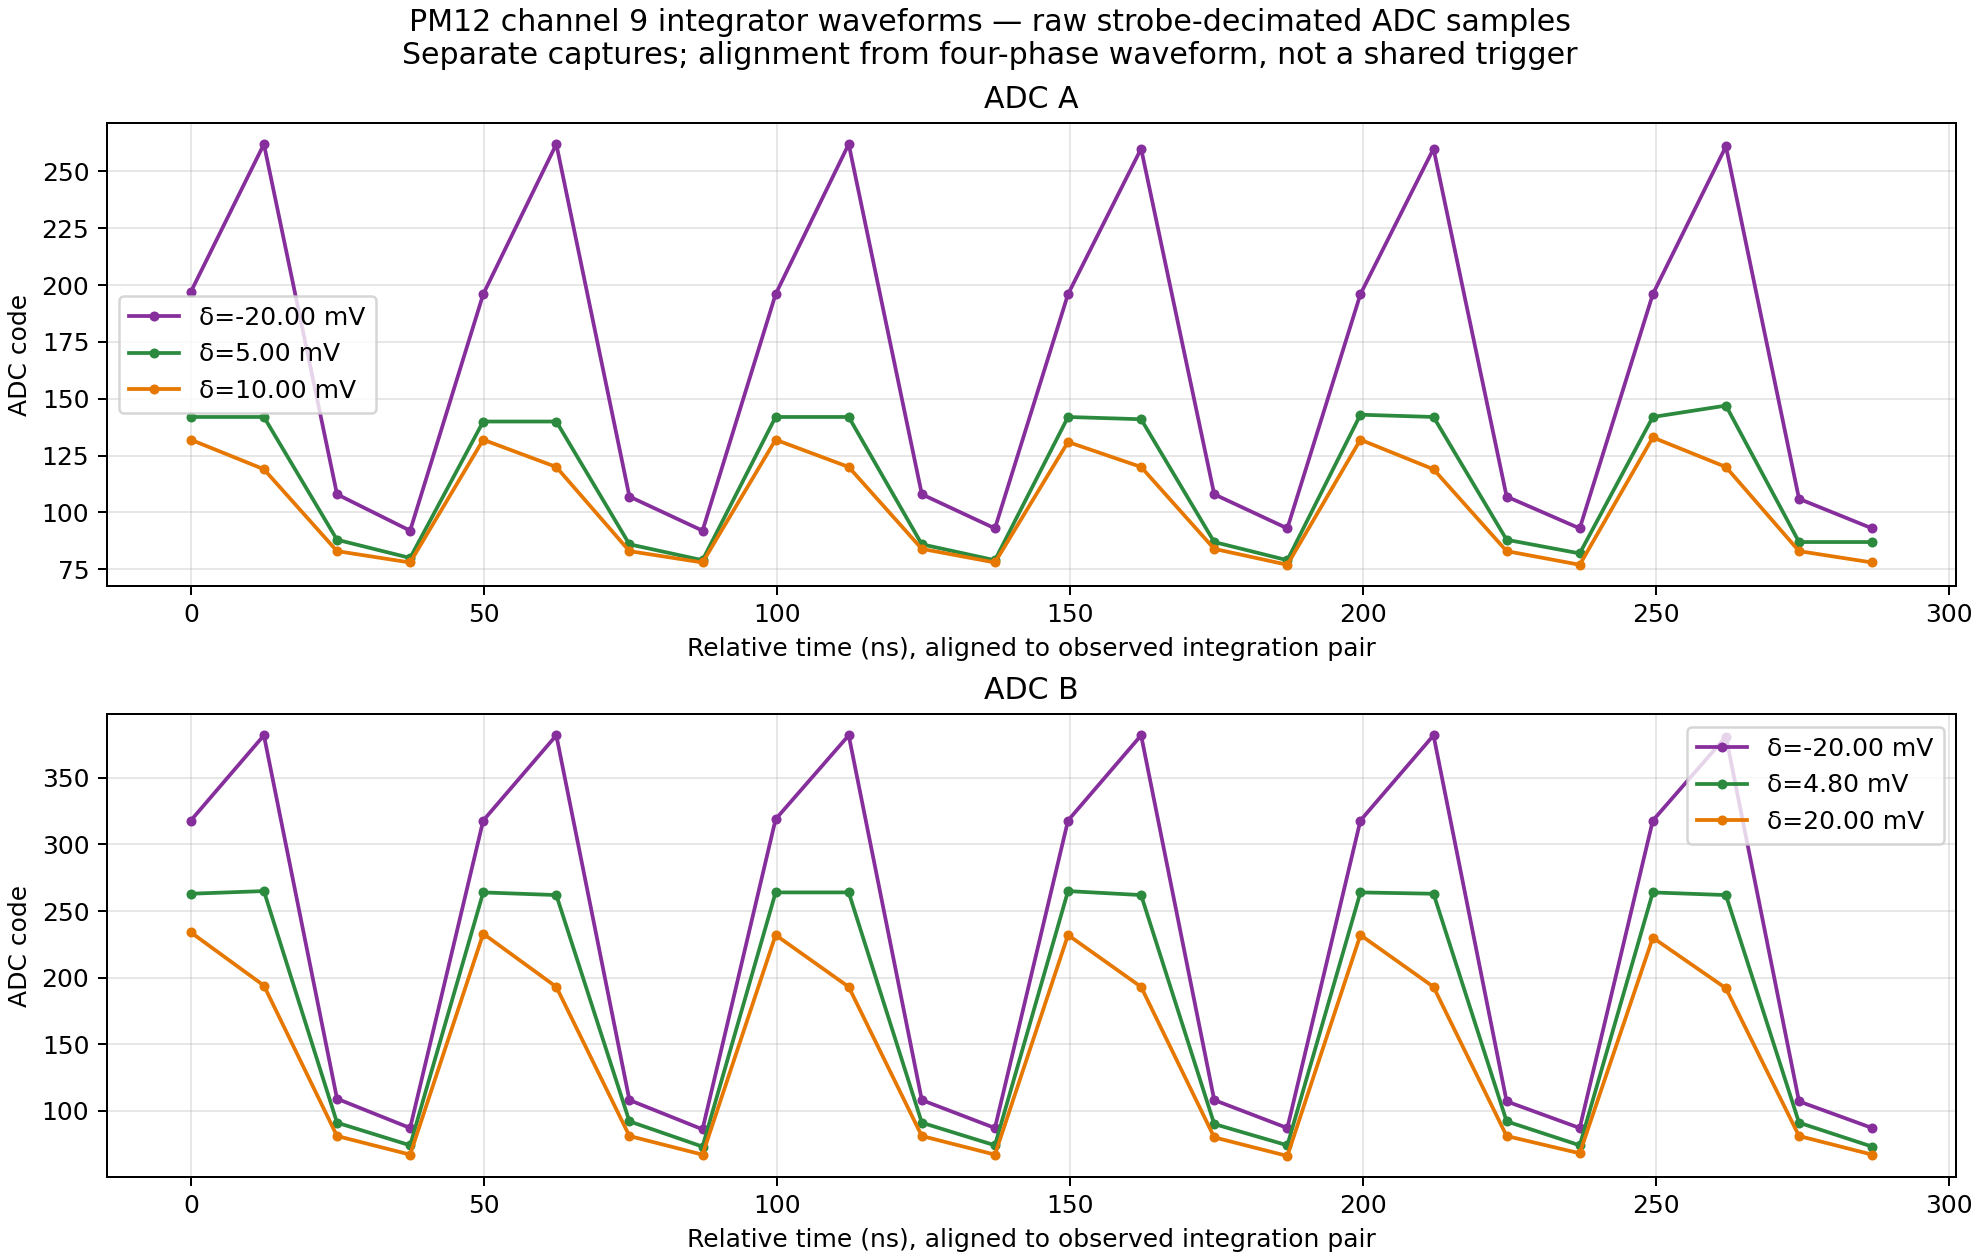 PM12 channel 9 integrator waveforms — raw strobe-decimated ADC samples
Separate captures; alignment from four-phase waveform, not a shared trigger
ADC A
ADC code
250
225
200
175
150
125
100
75
δ=-20.00 mV
δ=5.00 mV
δ=10.00 mV
0 50 100 150 200 250 300
Relative time (ns), aligned to observed integration pair
ADC B
ADC code
350
300
250
200
150
100
δ=-20.00 mV
δ=4.80 mV
δ=20.00 mV
0 50 100 150 200 250 300
Relative time (ns), aligned to observed integration pair